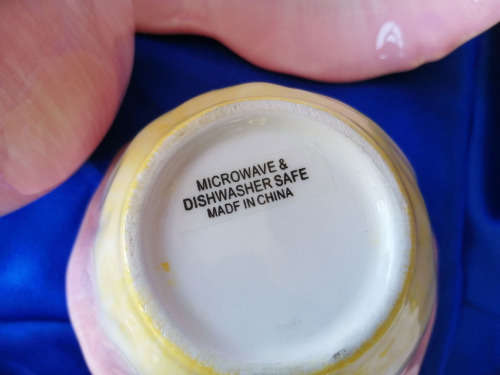 MICROWAVE &
DISHWASHER SAFE
MADF IN CHINA